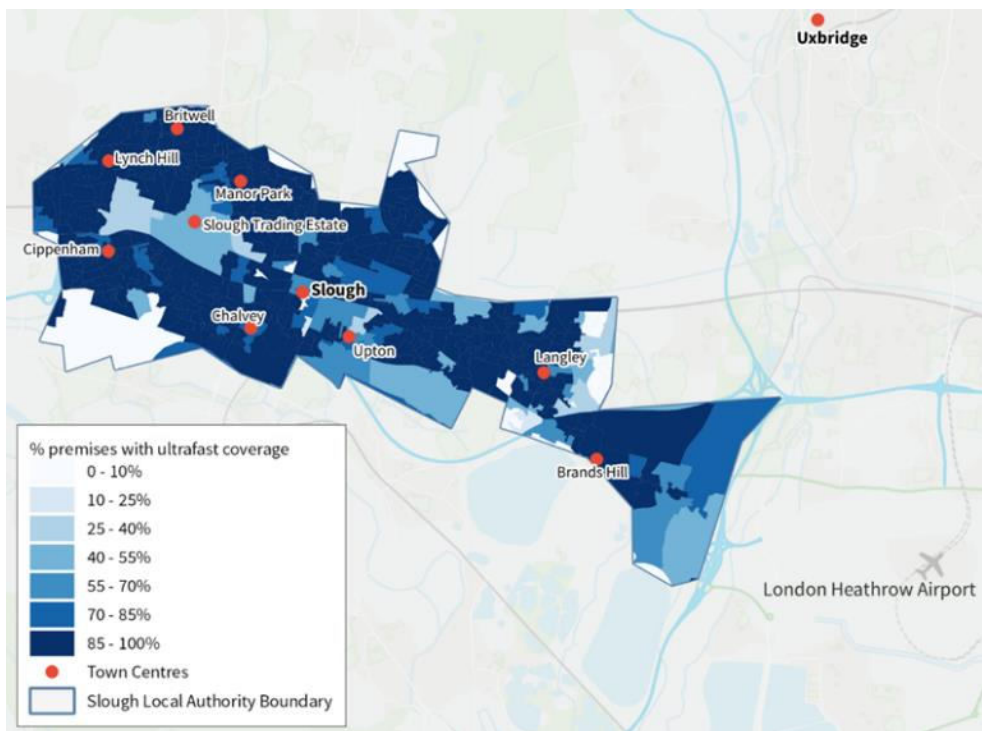 Uxbridge
Britwell
Lynch Hill
Manor Park
Slough Trading Estate
Cippenham
Slough
Chalvey
Upton
Langley
Brands Hill
London Heathrow Airport
% premises with ultrafast coverage
0 - 10%
10 - 25%
25 - 40%
40 - 55%
55 - 70%
70 - 85%
85 - 100%
Town Centres
Slough Local Authority Boundary